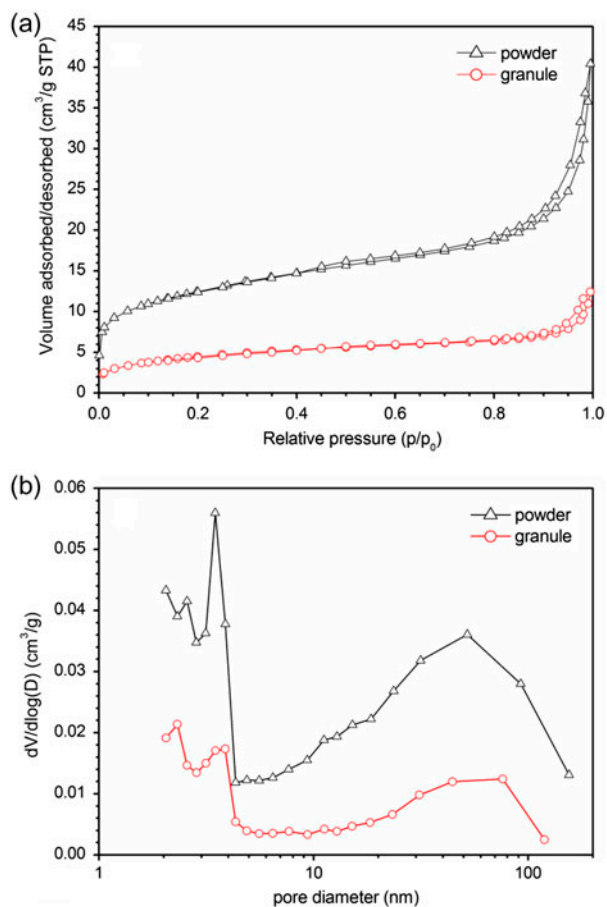 (a)
45
40
35
30
25
20
15
10
5
0
Volume adsorbed/desorbed (cm³/g STP)
powder
granule
0.0 0.2 0.4 0.6 0.8 1.0
Relative pressure (p/p₀)
(b)
0.06
0.05
0.04
0.03
0.02
0.01
0.00
dV/dlog(D) (cm³/g)
powder
granule
1 10 100
pore diameter (nm)